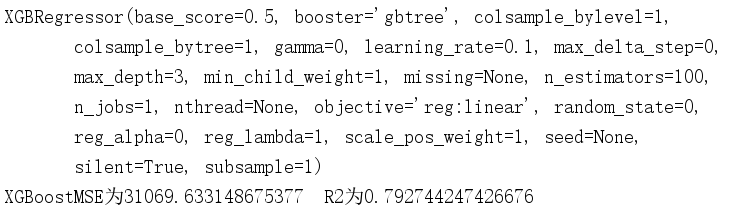 XGBRegressor(base_score=0.5, booster='gbtree', colsample_bylevel=1,
colsample_bytree=1, gamma=0, learning_rate=0.1, max_delta_step=0,
max_depth=3, min_child_weight=1, missing=None, n_estimators=100,
n_jobs=1, nthread=None, objective='reg:linear', random_state=0,
reg_alpha=0, reg_lambda=1, scale_pos_weight=1, seed=None,
silent=True, subsample=1)
XGBoostMSE为31069.633148675377  R2为0.792744247426676